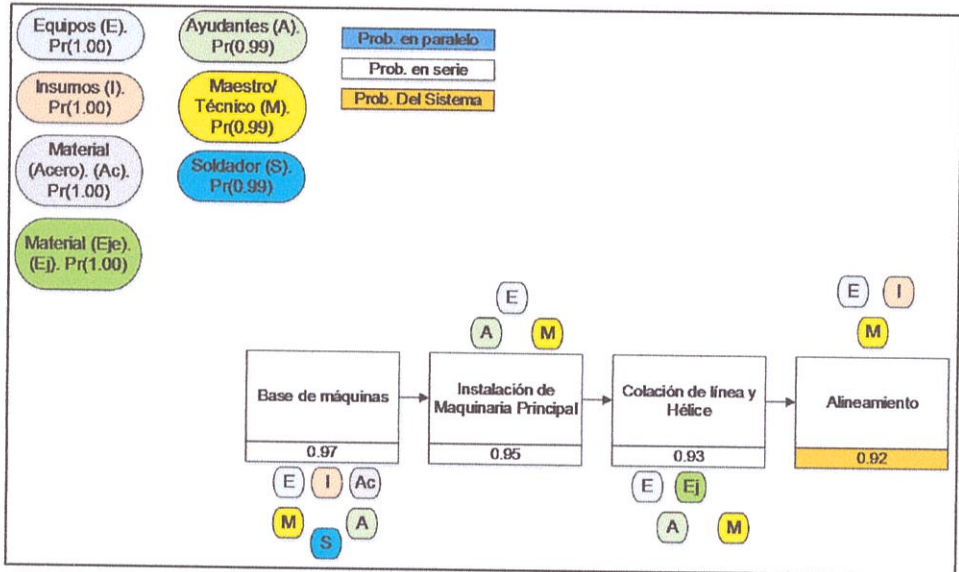 Equipos (E).
Pr(1.00)
Ayudantes (A).
Pr(0.99)
Prob. en paralelo
Prob. en serie
Prob. Del Sistema
Insumos (I).
Pr(1.00)
Maestro/
Técnico (M).
Pr(0.99)
Material
(Acero). (Ac).
Pr(1.00)
Soldador (S).
Pr(0.99)
Material (Eje).
(Ej). Pr(1.00)
E
A
M
E
I
M
Base de máquinas
0.97
Instalación de
Maquinaria Principal
0.95
Colación de línea y
Hélice
0.93
Alineamiento
0.92
E
I
Ac
M
A
S
E
Ej
A
M